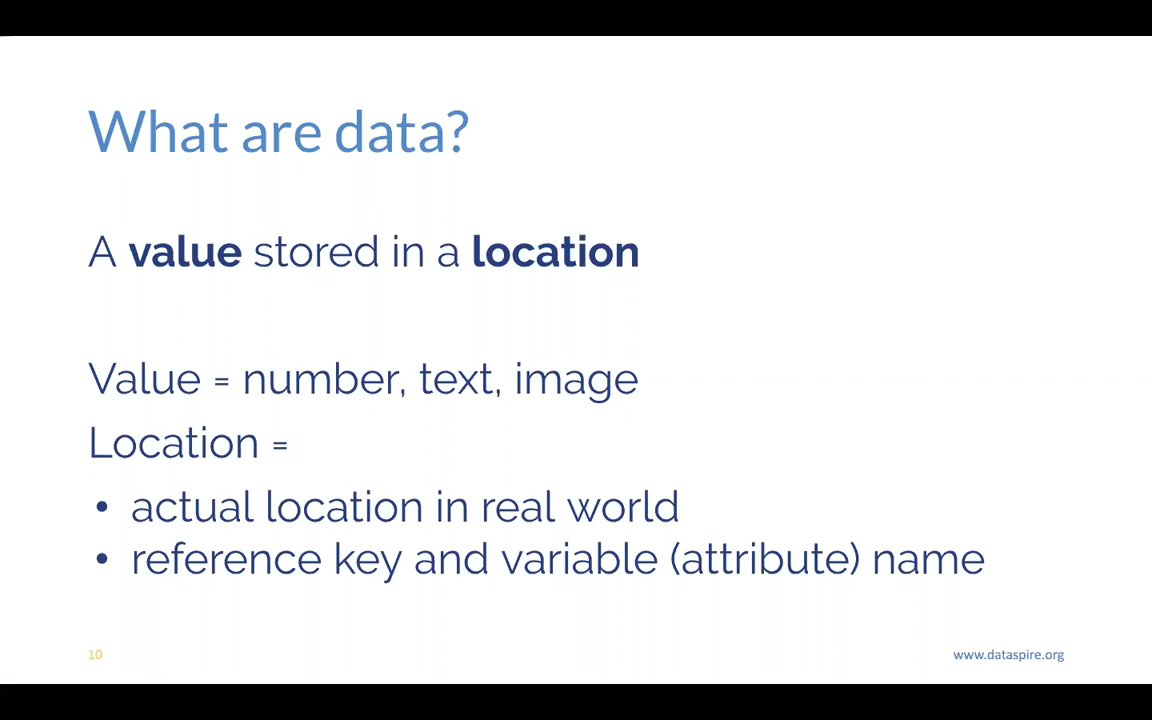 What are data?
A value stored in a location
Value = number, text, image
Location =
• actual location in real world
• reference key and variable (attribute) name
10
www.dataspire.org